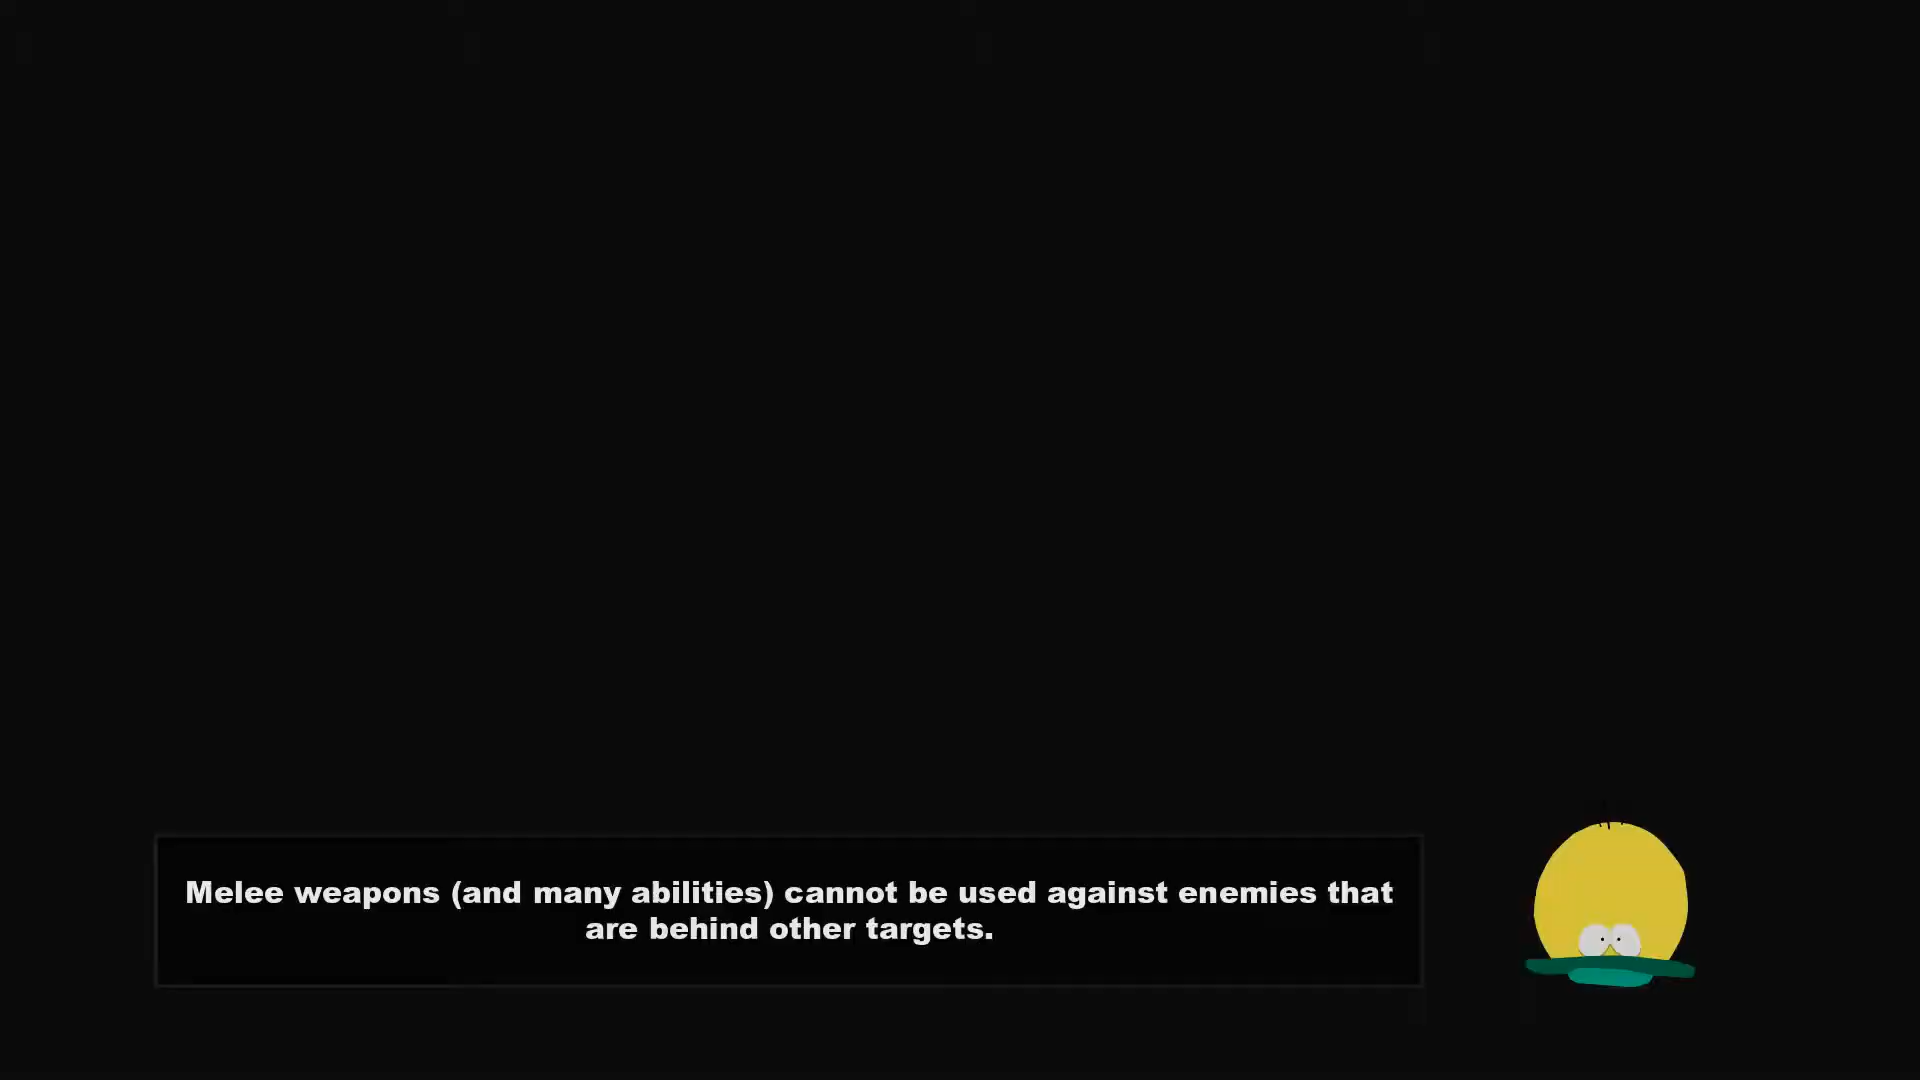 Melee weapons (and many abilities) cannot be used against enemies that
are behind other targets.